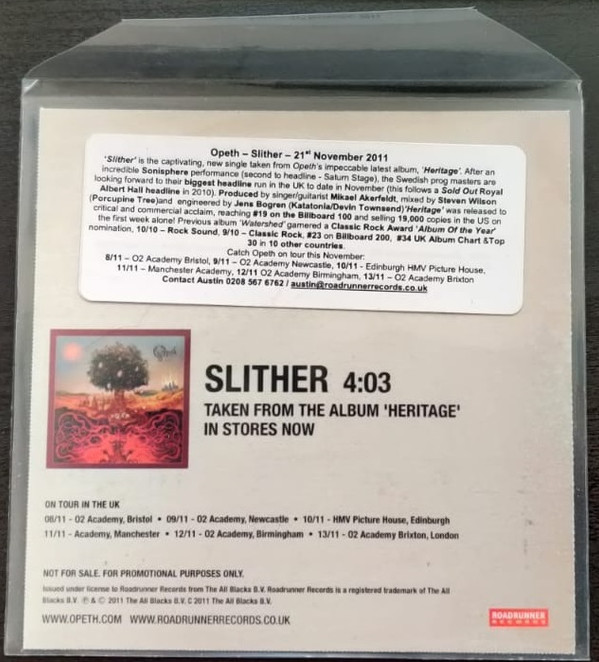 Opeth – Slither – 21st November 2011
'Slither' is the captivating, new single taken from Opeth's impeccable latest album, 'Heritage'. After an
incredible Sonisphere performance (second to headline - Saturn Stage), the Swedish prog masters are
looking forward to their biggest headline run in the UK to date in November (this follows a Sold Out Royal
Albert Hall headline in 2010). Produced by singer/guitarist Mikael Akerfeldt, mixed by Steven Wilson
(Porcupine Tree)and engineered by Jens Bogren (Katatonia/Devin Townsend)'Heritage' was released to
critical and commercial acclaim, reaching #19 on the Billboard 100 and selling 19,000 copies in the US on
the first week alone! Previous album 'Watershed' garnered a Classic Rock Award 'Album Of the Year'
nomination, 10/10 – Rock Sound, 9/10 – Classic Rock, #23 on Billboard 200, #34 UK Album Chart &Top
30 in 10 other countries.
Catch Opeth on tour this November:
8/11 – O2 Academy Bristol, 9/11 – O2 Academy Newcastle, 10/11 - Edinburgh HMV Picture House,
11/11 – Manchester Academy, 12/11 O2 Academy Birmingham, 13/11 – O2 Academy Brixton
Contact Austin 0208 567 6762 / austin@roadrunnerrecords.co.uk
Opeth
SLITHER 4:03
TAKEN FROM THE ALBUM 'HERITAGE'
IN STORES NOW
ON TOUR IN THE UK
08/11 - O2 Academy, Bristol • 09/11 - O2 Academy, Newcastle • 10/11 - HMV Picture House, Edinburgh
11/11 - Academy, Manchester • 12/11 - O2 Academy, Birmingham • 13/11 - O2 Academy Brixton, London
NOT FOR SALE. FOR PROMOTIONAL PURPOSES ONLY.
Issued under license to Roadrunner Records from The All Blacks B.V. Roadrunner Records is a registered trademark of The All
Blacks B.V. ℗ & © 2011 The All Blacks B.V. © 2011 The All Blacks B.V.
WWW.OPETH.COM WWW.ROADRUNNERRECORDS.CO.UK
ROADRUNNER
RECORDS